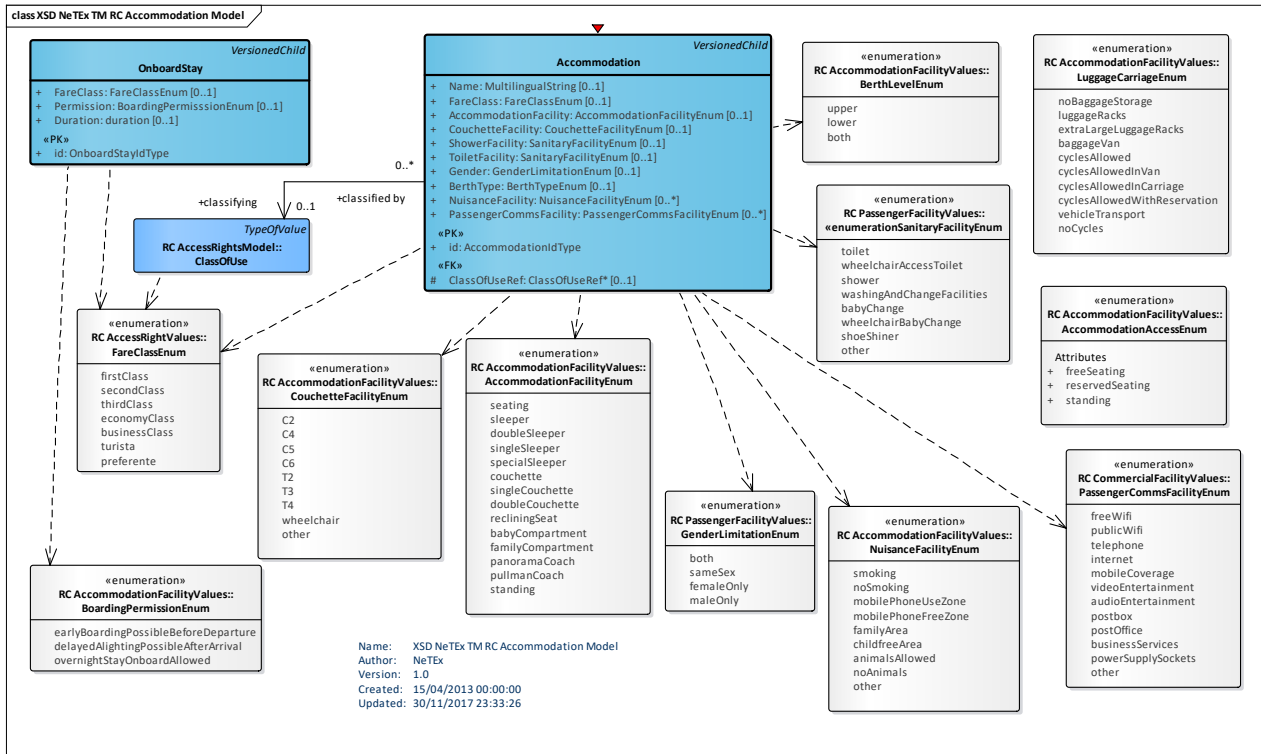 class XSD NeTEx TM RC Accommodation Model
VersionedChild
OnboardStay
+ FareClass: FareClassEnum [0..1]
+ Permission: BoardingPermisssionEnum [0..1]
+ Duration: duration [0..1]
«PK»
+ id: OnboardStayIdType
VersionedChild
Accommodation
+ Name: MultilingualString [0..1]
+ FareClass: FareClassEnum [0..1]
+ AccommodationFacility: AccommodationFacilityEnum [0..1]
+ CouchetteFacility: CouchetteFacilityEnum [0..1]
+ ShowerFacility: SanitaryFacilityEnum [0..1]
+ ToiletFacility: SanitaryFacilityEnum [0..1]
+ Gender: GenderLimitationEnum [0..1]
+ BerthType: BerthTypeEnum [0..1]
+ NuisanceFacility: NuisanceFacilityEnum [0..*]
+ PassengerCommsFacility: PassengerCommsFacilityEnum [0..*]
«PK»
+ id: AccommodationIdType
«FK»
# ClassOfUseRef: ClassOfUseRef* [0..1]
0..*
+classified by
+classifying
0..1
TypeOfValue
RC AccessRightsModel::
ClassOfUse
«enumeration»
RC AccommodationFacilityValues::
BerthLevelEnum
upper
lower
both
«enumeration»
RC AccommodationFacilityValues::
LuggageCarriageEnum
noBaggageStorage
luggageRacks
extraLargeLuggageRacks
baggageVan
cyclesAllowed
cyclesAllowedInVan
cyclesAllowedInCarriage
cyclesAllowedWithReservation
vehicleTransport
noCycles
«enumeration»
RC PassengerFacilityValues::
«enumerationSanitaryFacilityEnum
toilet
wheelchairAccessToilet
shower
washingAndChangeFacilities
babyChange
wheelchairBabyChange
shoeShiner
other
«enumeration»
RC AccommodationFacilityValues::
AccommodationAccessEnum
Attributes
+ freeSeating
+ reservedSeating
+ standing
«enumeration»
RC AccessRightValues::
FareClassEnum
firstClass
secondClass
thirdClass
economyClass
businessClass
turista
preferente
«enumeration»
RC AccommodationFacilityValues::
CouchetteFacilityEnum
C2
C4
C5
C6
T2
T3
T4
wheelchair
other
«enumeration»
RC AccommodationFacilityValues::
AccommodationFacilityEnum
seating
sleeper
doubleSleeper
singleSleeper
specialSleeper
couchette
singleCouchette
doubleCouchette
recliningSeat
babyCompartment
familyCompartment
panoramaCoach
pullmanCoach
standing
«enumeration»
RC PassengerFacilityValues::
GenderLimitationEnum
both
sameSex
femaleOnly
maleOnly
«enumeration»
RC AccommodationFacilityValues::
NuisanceFacilityEnum
smoking
noSmoking
mobilePhoneUseZone
mobilePhoneFreeZone
familyArea
childfreeArea
animalsAllowed
noAnimals
other
«enumeration»
RC CommercialFacilityValues::
PassengerCommsFacilityEnum
freeWifi
publicWifi
telephone
internet
mobileCoverage
videoEntertainment
audioEntertainment
postbox
postOffice
businessServices
powerSupplySockets
other
«enumeration»
RC AccommodationFacilityValues::
BoardingPermissionEnum
earlyBoardingPossibleBeforeDeparture
delayedAlightingPossibleAfterArrival
overnightStayOnboardAllowed
Name: XSD NeTEx TM RC Accommodation Model
Author: NeTEx
Version: 1.0
Created: 15/04/2013 00:00:00
Updated: 30/11/2017 23:33:26